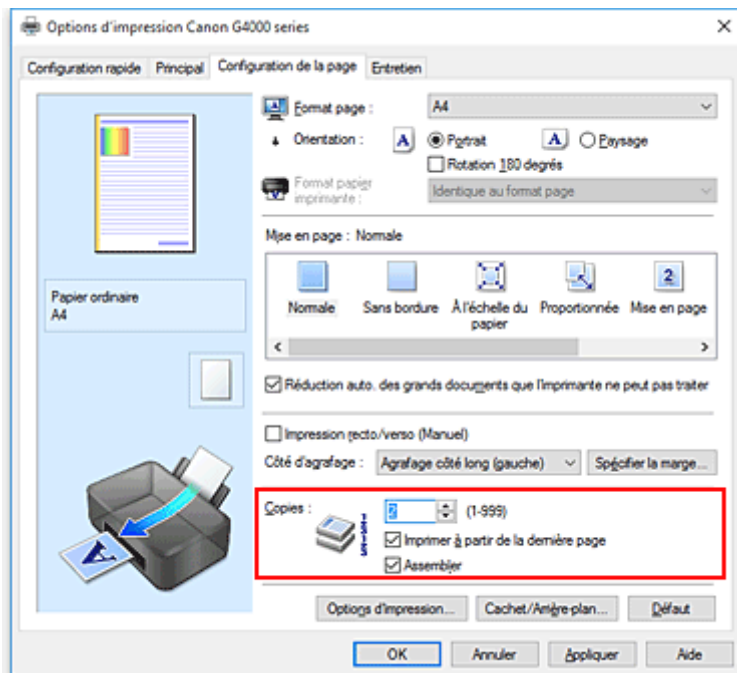 Options d'impression Canon G4000 series
Configuration rapide Principal Configuration de la page Entretien
Format page : A4
Orientation : A Portrait A Paysage
Rotation 180 degrés
Format papier imprimante : Identique au format page
Mise en page : Normale
Normale Sans bordure À l'échelle du papier Proportionnée Mise en page
Papier ordinaire
A4
Réduction auto. des grands documents que l'imprimante ne peut pas traiter
Impression recto/verso (Manuel)
Côté d'agrafage : Agrafage côté long (gauche) Spécifier la marge...
Copies : 2 (1-999)
Imprimer à partir de la dernière page
Assembler
Options d'impression... Cachet/Arrière-plan... Défaut
OK Annuler Appliquer Aide